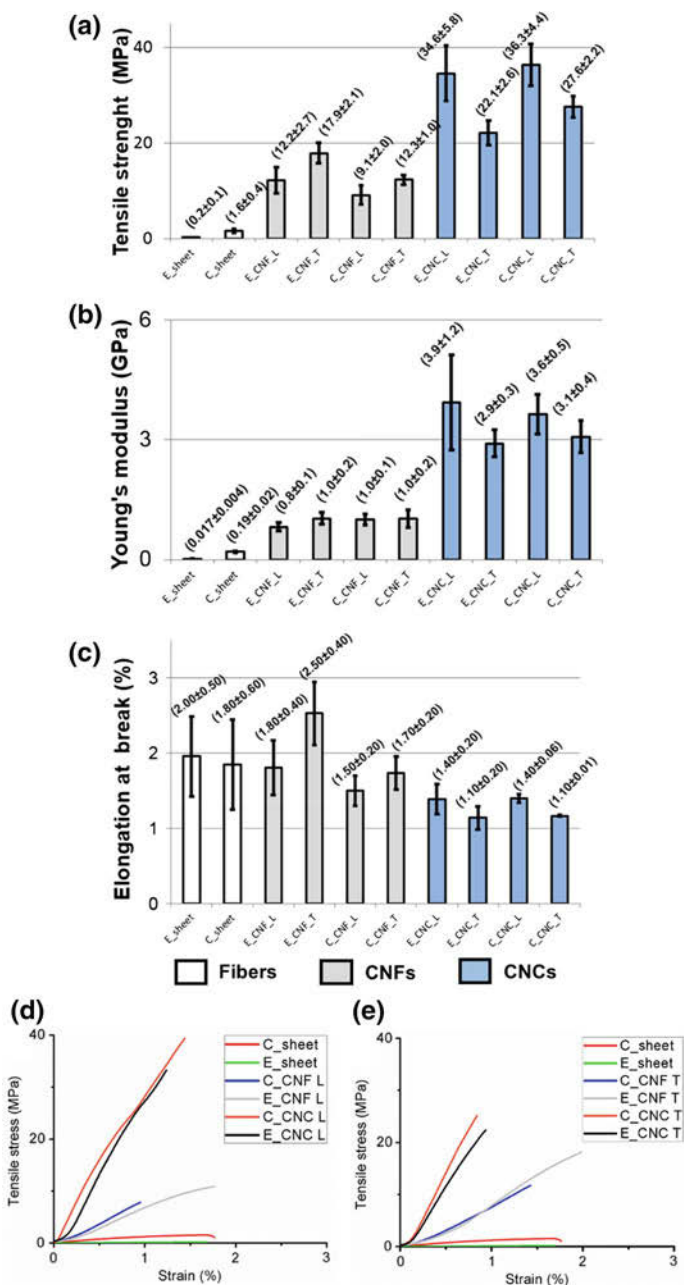 (a)
Tensile strenght (MPa)
40
20
0
(0.2±0.1)
(1.6±0.4)
(12.2±2.7)
(17.9±2.1)
(9.1±2.0)
(12.3±1.0)
(34.6±5.8)
(22.1±2.6)
(36.3±4.4)
(27.6±2.2)
E_sheet
C_sheet
E_CNF_L
E_CNF_T
C_CNF_L
C_CNF_T
E_CNC_L
E_CNC_T
C_CNC_L
C_CNC_T
(b)
Young's modulus (GPa)
6
3
0
(0.017±0.004)
(0.19±0.02)
(0.8±0.1)
(1.0±0.2)
(1.0±0.1)
(1.0±0.2)
(3.9±1.2)
(2.9±0.3)
(3.6±0.5)
(3.1±0.4)
E_sheet
C_sheet
E_CNF_L
E_CNF_T
C_CNF_L
C_CNF_T
E_CNC_L
E_CNC_T
C_CNC_L
C_CNC_T
(c)
Elongation at break (%)
3
2
1
0
(2.00±0.50)
(1.80±0.60)
(1.80±0.40)
(2.50±0.40)
(1.50±0.20)
(1.70±0.20)
(1.40±0.20)
(1.10±0.20)
(1.40±0.06)
(1.10±0.01)
E_sheet
C_sheet
E_CNF_L
E_CNF_T
C_CNF_L
C_CNF_T
E_CNC_L
E_CNC_T
C_CNC_L
C_CNC_T
Fibers
CNFs
CNCs
(d)
Tensile stress (MPa)
40
20
0
C_sheet
E_sheet
C_CNF L
E_CNF L
C_CNC L
E_CNC L
0
1
2
3
Strain (%)
(e)
Tensile stress (MPa)
40
20
0
C_sheet
E_sheet
C_CNF T
E_CNF T
C_CNC T
E_CNC T
0
1
2
3
Strain (%)